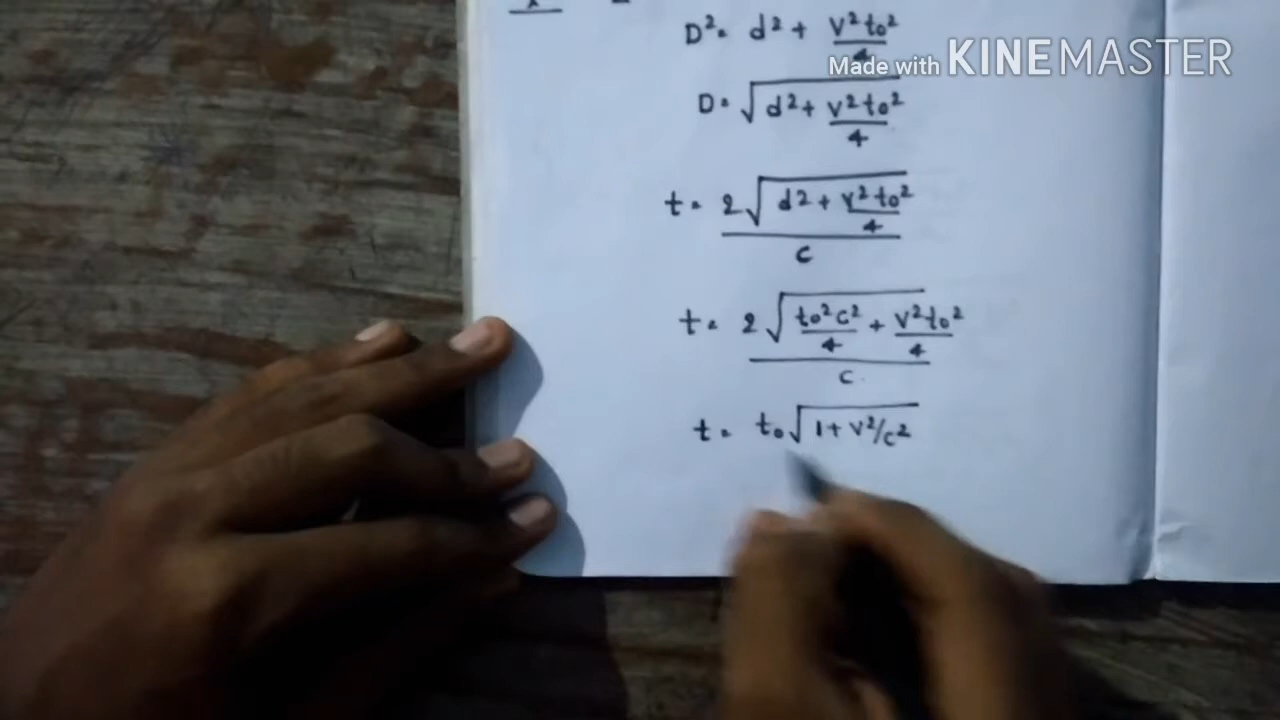 D² = d² + v²t₀²/4
Made with KINEMASTER
D = √(d² + v²t₀²/4)
t = 2√(d² + v²t₀²/4) / c
t = 2√(t₀²c²/4 + v²t₀²/4) / c
t = t₀√(1 + v²/c²)